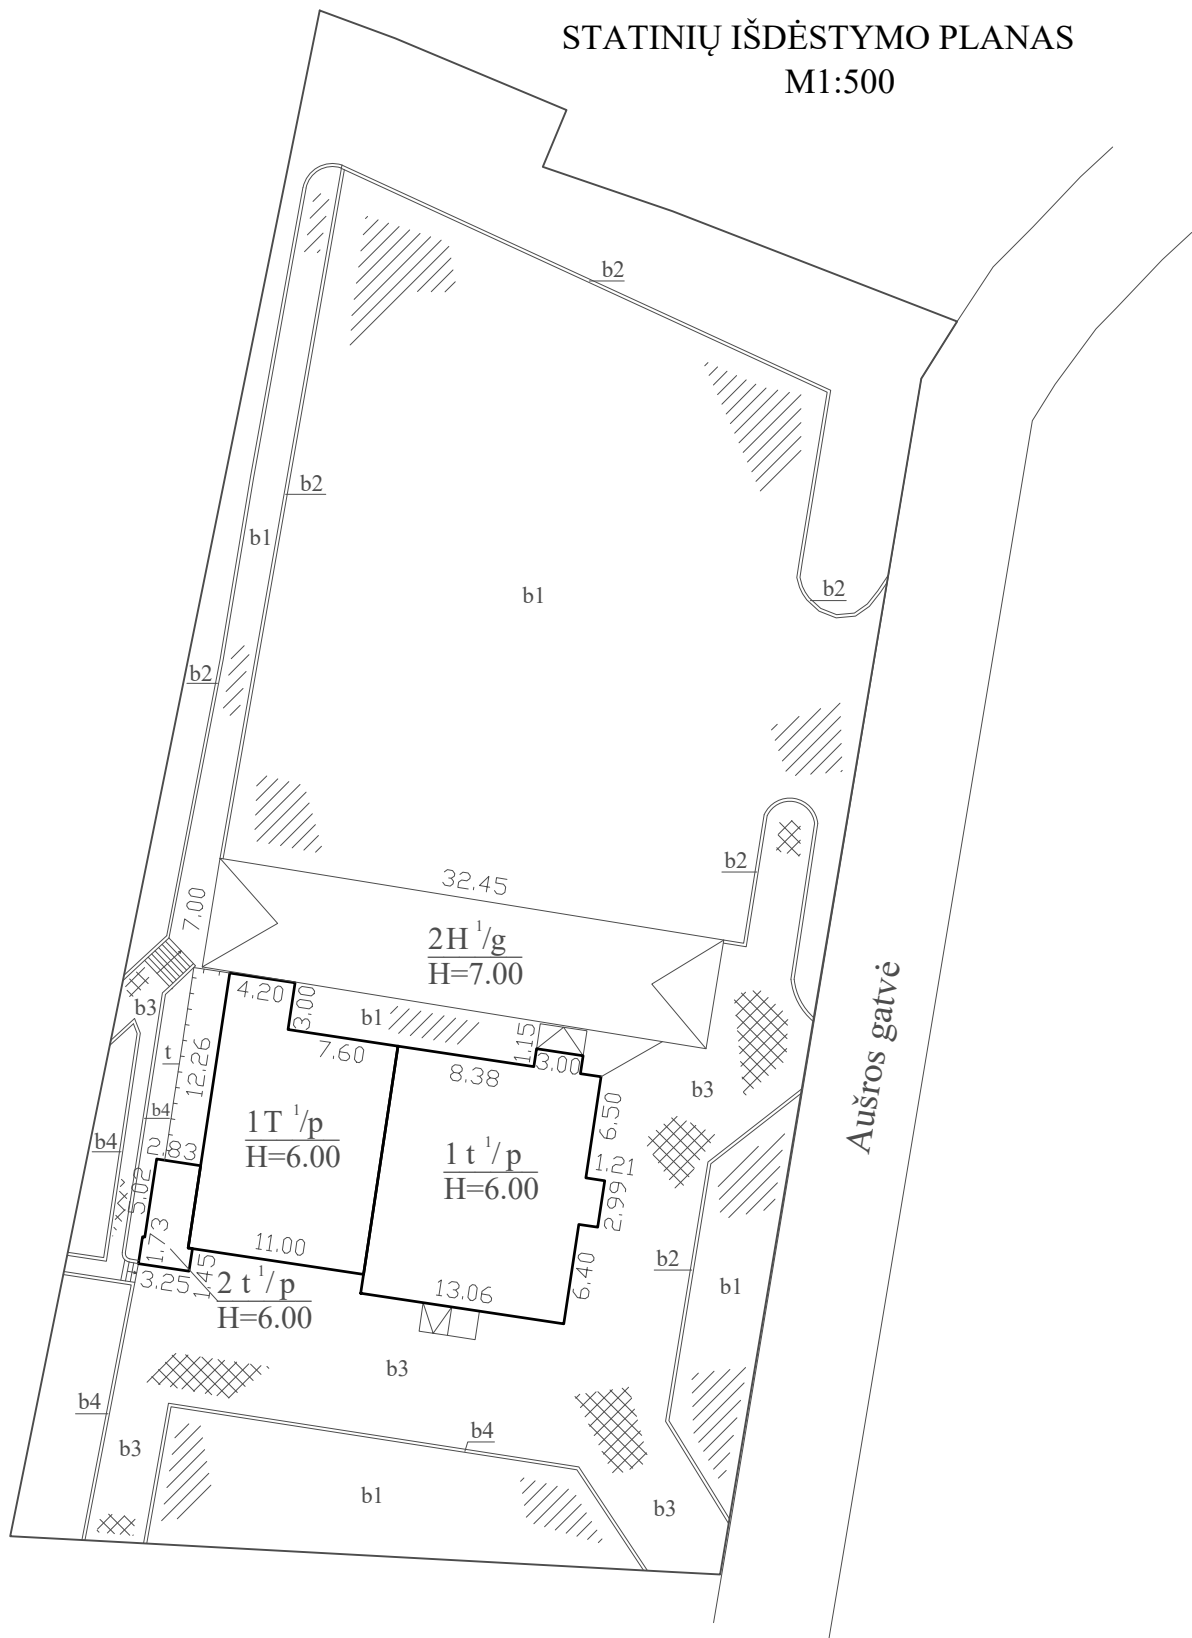 STATINIŲ IŠDĖSTYMO PLANAS
M1:500
b2
b2
b1
b1
b2
b2
b2
32.45
7.00
2H 1/g
H=7.00
4.20
3.00
b1
b3
1.15
7.60
3.00
8.38
t
12.26
b3
6.50
b4
b4
1T 1/p
H=6.00
1t 1/p
H=6.00
2.83
1.21
5.02
2.99
1.73
11.00
b2
3.25
1.45
2t 1/p
H=6.00
13.06
6.40
b1
b3
b4
b4
b3
b1
b3
Aušros gatvė